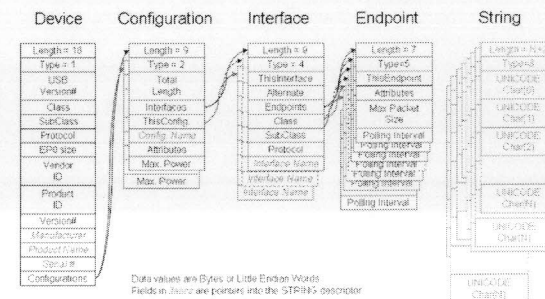 Device
Configuration
Interface
Endpoint
String
Length = 18
Type = 1
USB
Version#
Class
SubClass
Protocol
EP0 size
Vendor
ID
Product
ID
Version#
Manufacturer
Product Name
Serial #
Configurations
Length = 9
Type = 2
Total
Length
Interfaces
ThisConfig.
Config. Name
Attributes
Max. Power
Max. Power
Length = 9
Type = 4
ThisInterface
Alternate
Endpoints
Class
SubClass
Protocol
Interface Name
Interface Name
Interface Name
Length = 7
Type=5
ThisEndpoint
Attributes
Max Packet
Size
Polling Interval
Polling Interval
Polling Interval
Polling Interval
Polling Interval
Polling Interval
UNICODE
Char(0)
UNICODE
Char(1)
UNICODE
Char(2)
UNICODE
Char(N)
UNICODE
Char(N)
UNICODE
Char(N)
Data values are Bytes or Little Endian Words
Fields in are pointers into the STRING descriptor